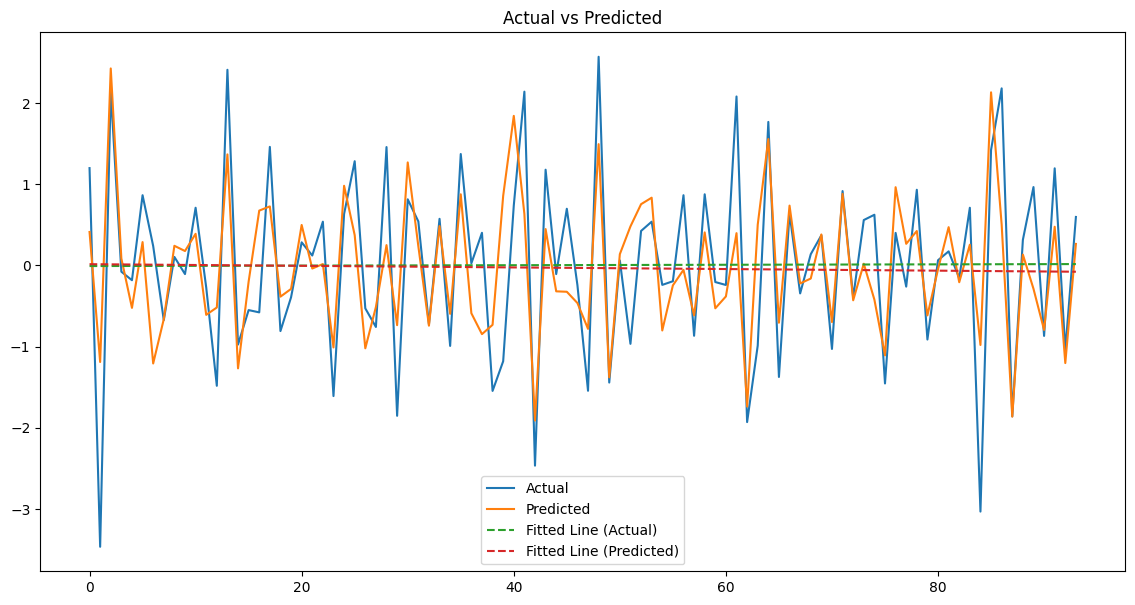 Actual vs Predicted
2
1
0
−1
−2
−3
Actual
Predicted
Fitted Line (Actual)
Fitted Line (Predicted)
0 20 40 60 80